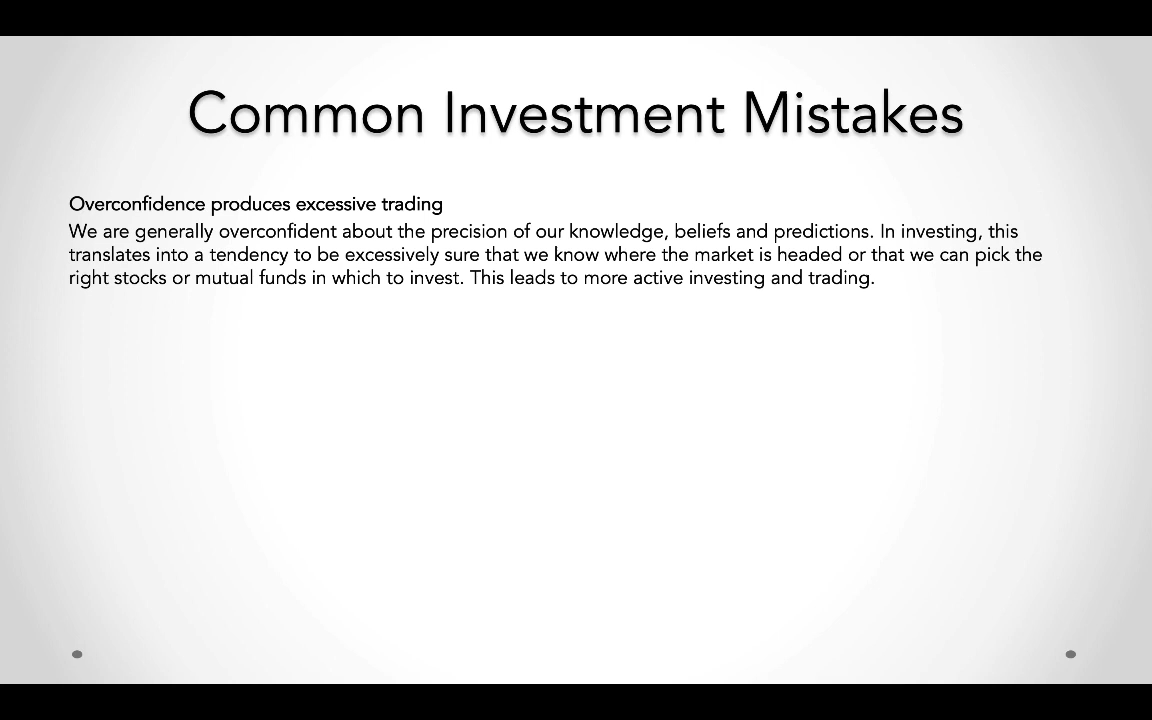 Common Investment Mistakes
Overconfidence produces excessive trading
We are generally overconfident about the precision of our knowledge, beliefs and predictions. In investing, this
translates into a tendency to be excessively sure that we know where the market is headed or that we can pick the
right stocks or mutual funds in which to invest. This leads to more active investing and trading.